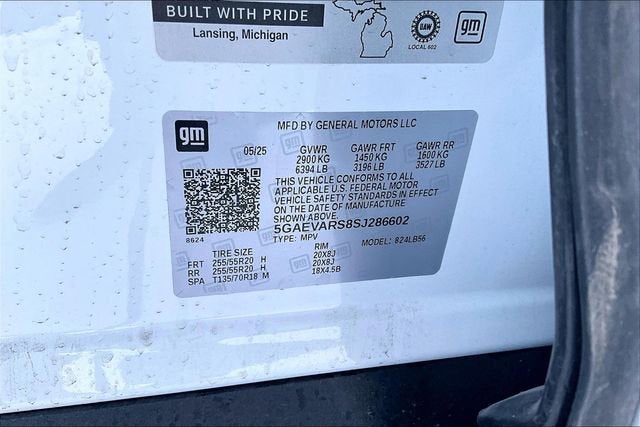 BUILT WITH PRIDE
Lansing, Michigan
UAW
LOCAL 602
gm
gm
MFD BY GENERAL MOTORS LLC
05/25 GVWR GAWR FRT GAWR RR
2900 KG 1450 KG 1600 KG
6394 LB 3196 LB 3527 LB
THIS VEHICLE CONFORMS TO ALL
APPLICABLE U.S. FEDERAL MOTOR
VEHICLE SAFETY STANDARDS IN EFFECT
ON THE DATE OF MANUFACTURE
SHOWN ABOVE.
5GAEVARS8SJ286602
8624 TYPE: MPV MODEL: 824LB56
TIRE SIZE RIM
FRT 255/55R20 H 20X8J
RR 255/55R20 H 20X8J
SPA T135/70R18 M 18X4.5B